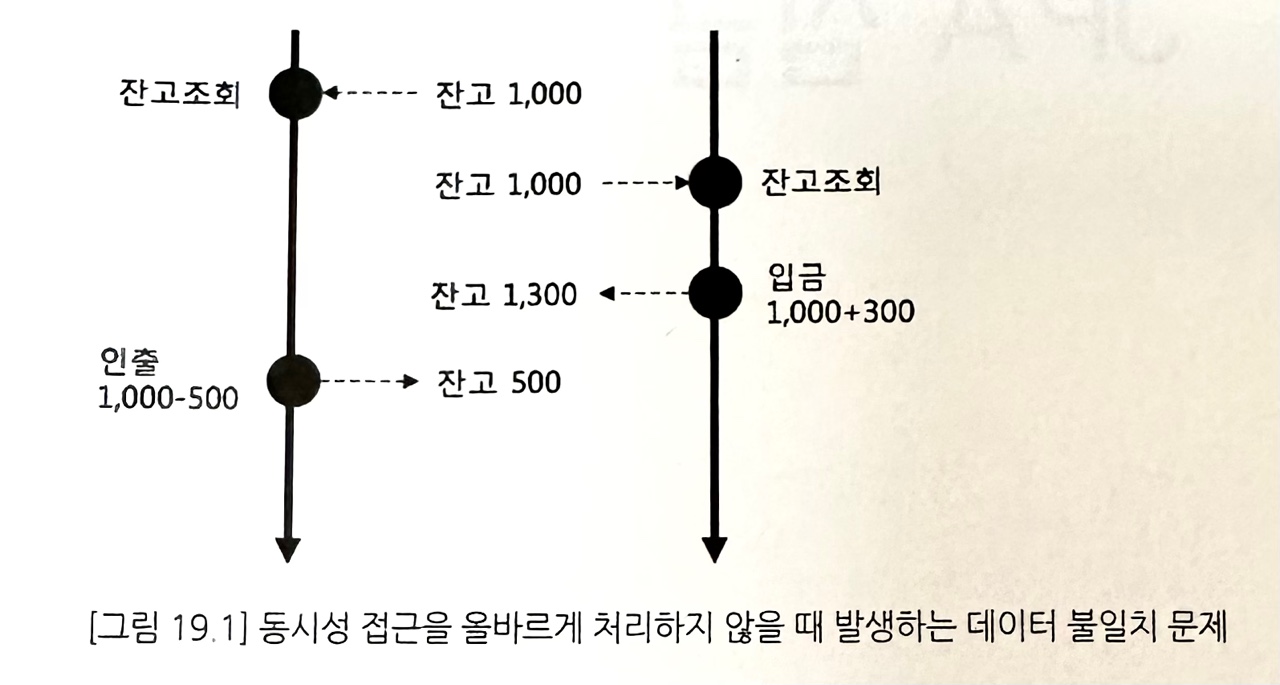 잔고조회
잔고 1,000
잔고 1,000
잔고조회
잔고 1,300
입금
1,000+300
인출
1,000-500
잔고 500
[그림 19.1] 동시성 접근을 올바르게 처리하지 않을 때 발생하는 데이터 불일치 문제